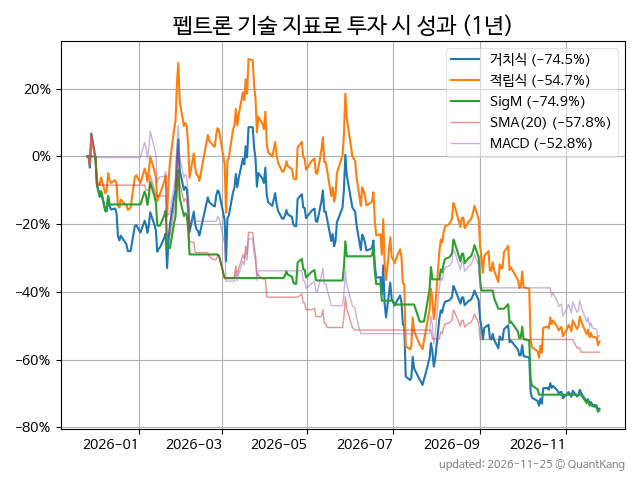 펩트론 기술 지표로 투자 시 성과 (1년)
거치식 (−74.5%)
적립식 (−54.7%)
SigM (−74.9%)
SMA(20) (−57.8%)
MACD (−52.8%)
20%
0%
−20%
−40%
−60%
−80%
2026-01
2026-03
2026-05
2026-07
2026-09
2026-11
updated: 2026-11-25 © QuantKang